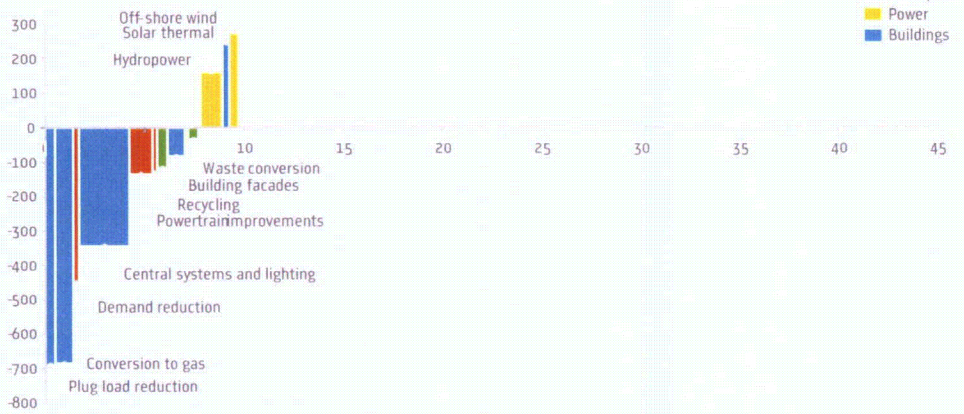 300
Off-shore wind
Power
Solar thermal
Buildings
200
Hydropower
100
0
10
15
20
25
30
35
40
45
-100
Waste conversion
Building facades
-200
Recycling
Powertrainimprovements
-300
-400
Central systems and lighting
-500
Demand reduction
-600
-700
Conversion to gas
Plug load reduction
-800